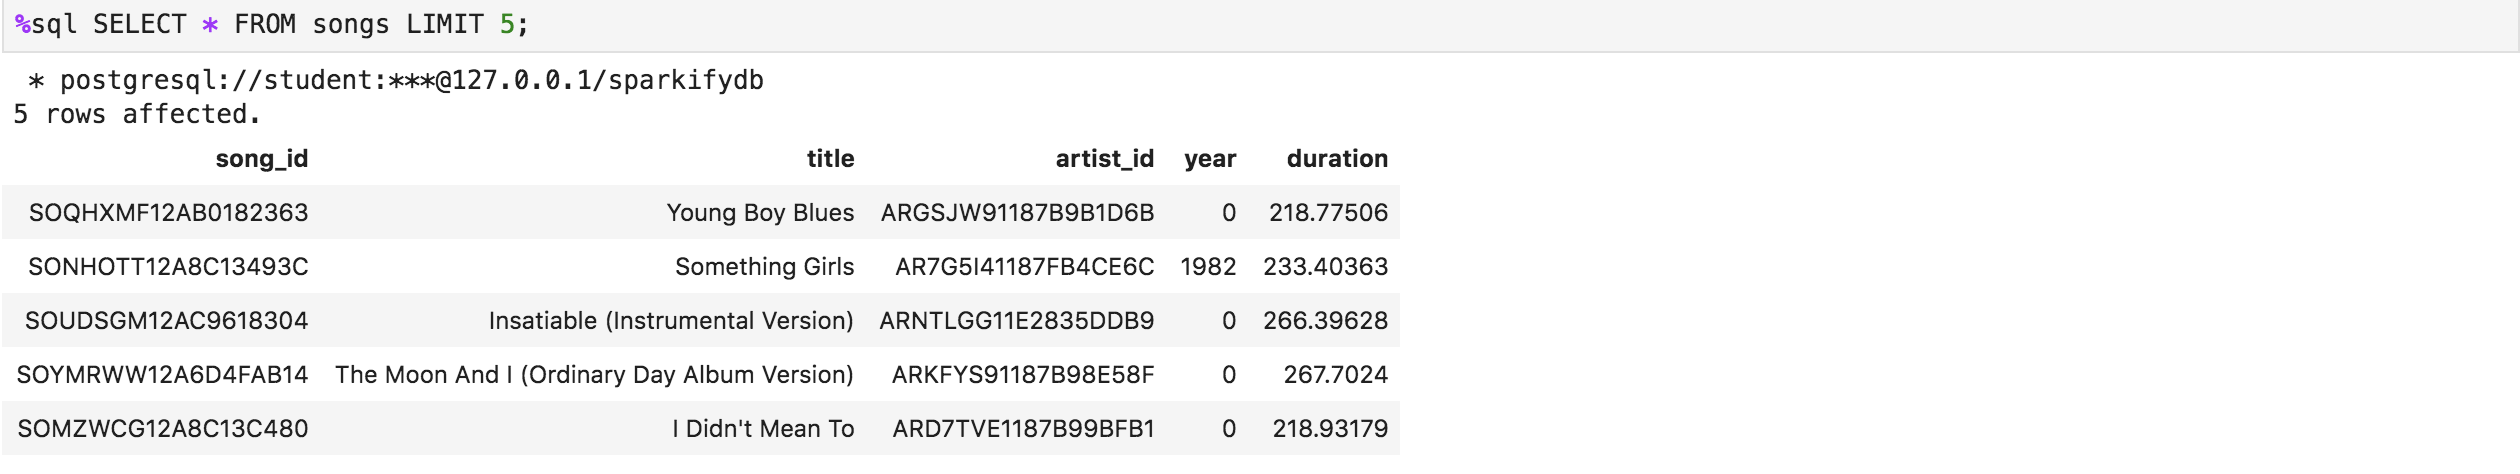 %sql SELECT * FROM songs LIMIT 5;
* postgresql://student:***@127.0.0.1/sparkifydb
5 rows affected.
song_id title artist_id year duration
SOQHXMF12AB0182363 Young Boy Blues ARGSJW91187B9B1D6B 0 218.77506
SONHOTT12A8C13493C Something Girls AR7G5I41187FB4CE6C 1982 233.40363
SOUDSGM12AC9618304 Insatiable (Instrumental Version) ARNTLGG11E2835DDB9 0 266.39628
SOYMRWW12A6D4FAB14 The Moon And I (Ordinary Day Album Version) ARKFYS91187B98E58F 0 267.7024
SOMZWCG12A8C13C480 I Didn't Mean To ARD7TVE1187B99BFB1 0 218.93179